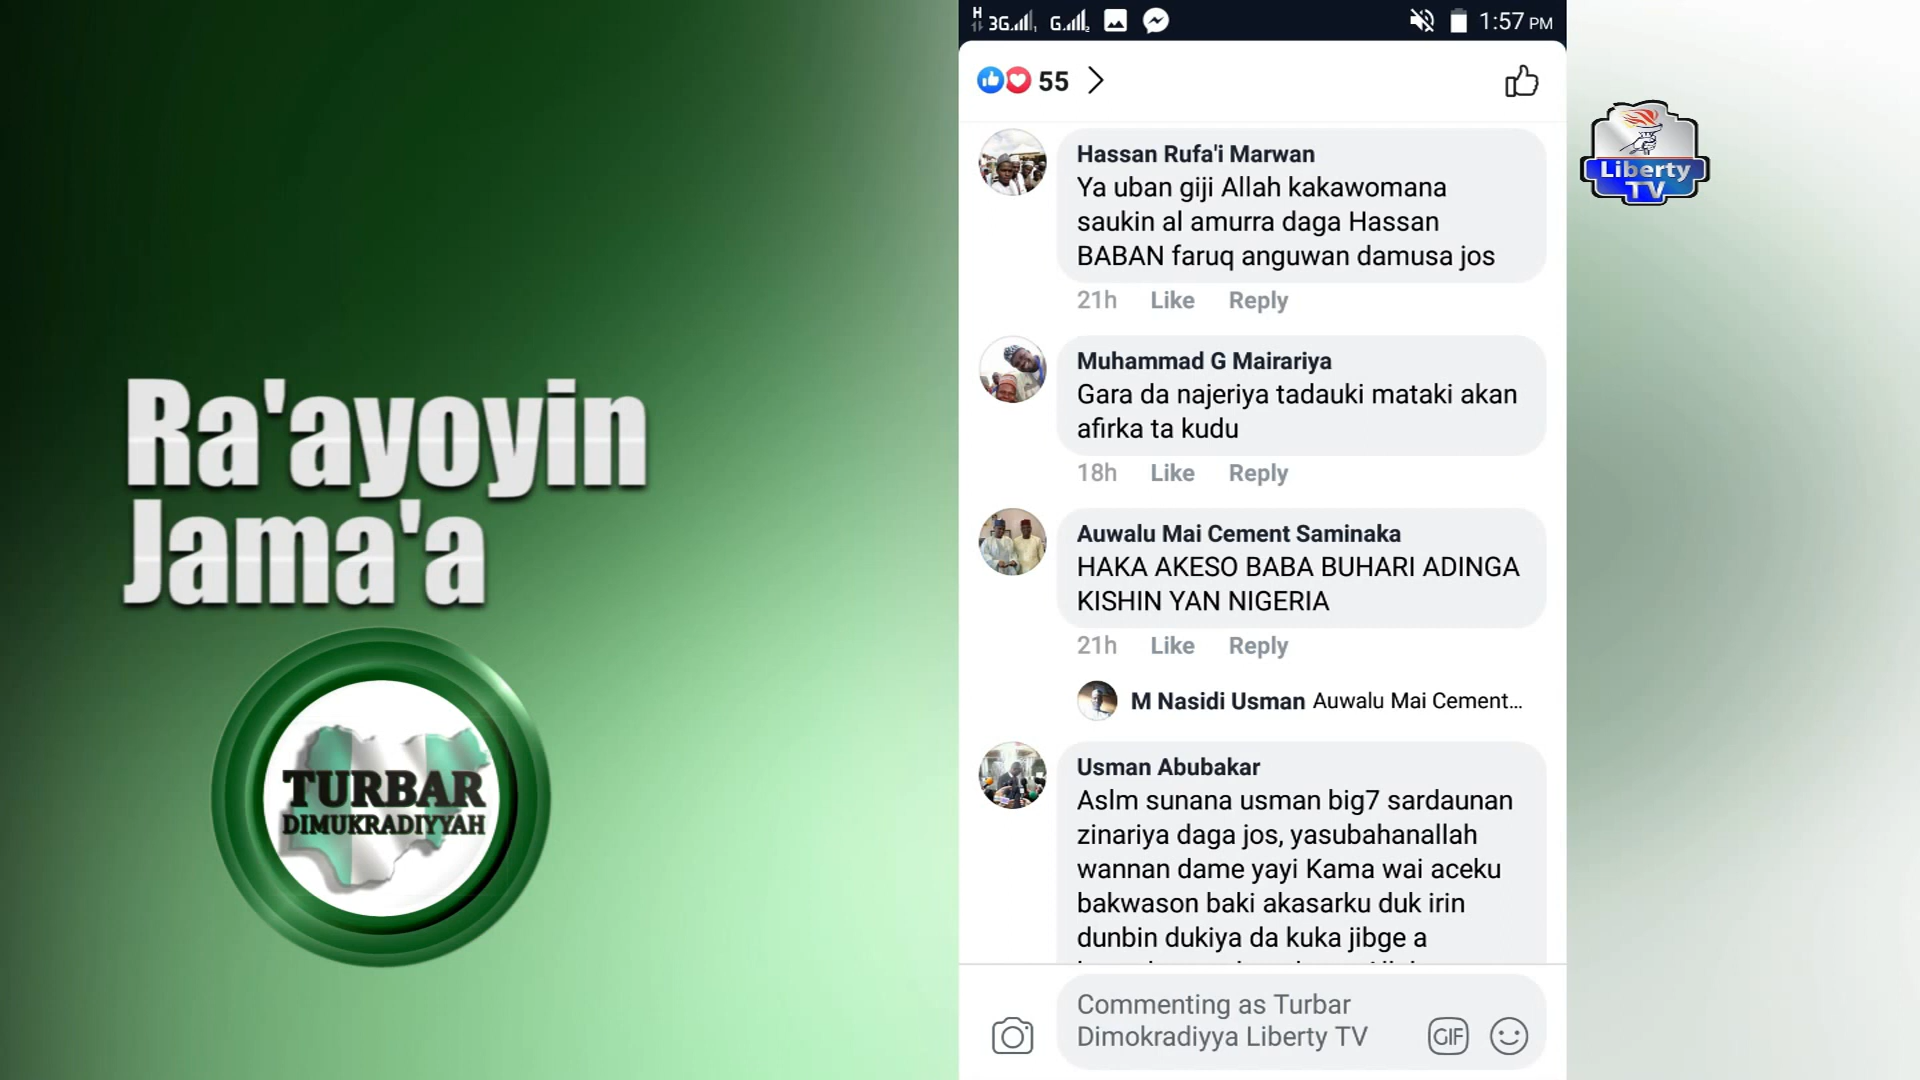 Ra'ayoyin
Jama'a
TURBAR
DIMUKRADIYYAH
H 3G 1 G 2 1:57 PM
55
Hassan Rufa'i Marwan
Ya uban giji Allah kakawomana
saukin al amurra daga Hassan
BABAN faruq anguwan damusa jos
21h Like Reply
Muhammad G Mairariya
Gara da najeriya tadauki mataki akan
afirka ta kudu
18h Like Reply
Auwalu Mai Cement Saminaka
HAKA AKESO BABA BUHARI ADINGA
KISHIN YAN NIGERIA
21h Like Reply
M Nasidi Usman Auwalu Mai Cement...
Usman Abubakar
Aslm sunana usman big7 sardaunan
zinariya daga jos, yasubahanallah
wannan dame yayi Kama wai aceku
bakwason baki akasarku duk irin
dunbin dukiya da kuka jibge a
Commenting as Turbar
Dimokradiyya Liberty TV
GIF
Liberty
TV